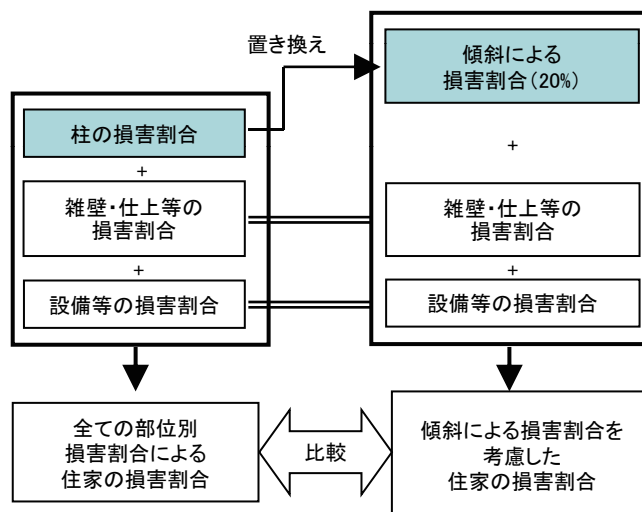 置き換え
柱の損害割合
+
雑壁・仕上等の
損害割合
+
設備等の損害割合
全ての部位別
損害割合による
住家の損害割合
傾斜による
損害割合(20%)
+
雑壁・仕上等の
損害割合
+
設備等の損害割合
傾斜による損害割合を
考慮した
住家の損害割合
比較